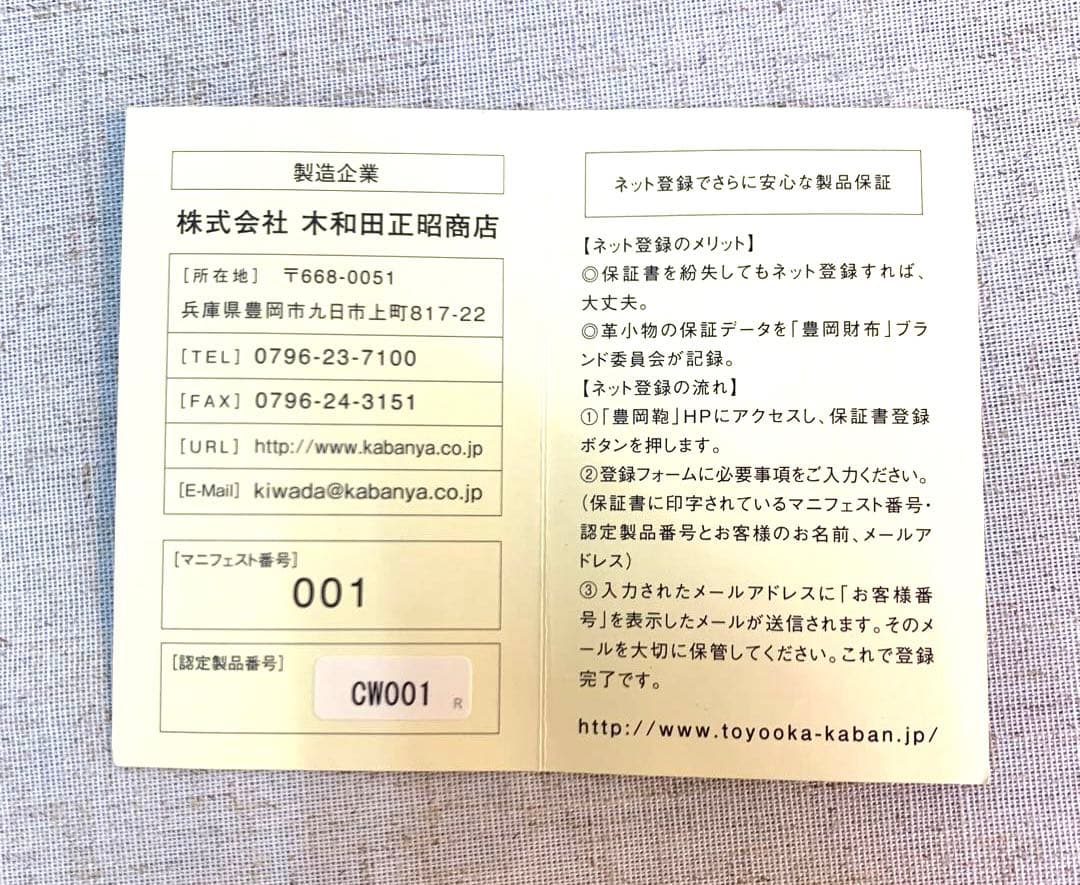 製造企業
株式会社 木和田正昭商店
[所在地] 〒668-0051
兵庫県豊岡市九日市上町817-22
[TEL] 0796-23-7100
[FAX] 0796-24-3151
[URL] http://www.kabanya.co.jp
[E-Mail] kiwada@kabanya.co.jp
[マニフェスト番号]
001
[認定製品番号]
CW001 R
ネット登録でさらに安心な製品保証
【ネット登録のメリット】
◎保証書を紛失してもネット登録すれば、
大丈夫。
◎革小物の保証データを「豊岡財布」ブラ
ンド委員会が記録。
【ネット登録の流れ】
①「豊岡鞄」HPにアクセスし、保証書登録
ボタンを押します。
②登録フォームに必要事項をご入力ください。
(保証書に印字されているマニフェスト番号・
認定製品番号とお客様のお名前、メールア
ドレス)
③入力されたメールアドレスに「お客様番
号」を表示したメールが送信されます。そのメ
ールを大切に保管してください。これで登録
完了です。
http://www.toyooka-kaban.jp/